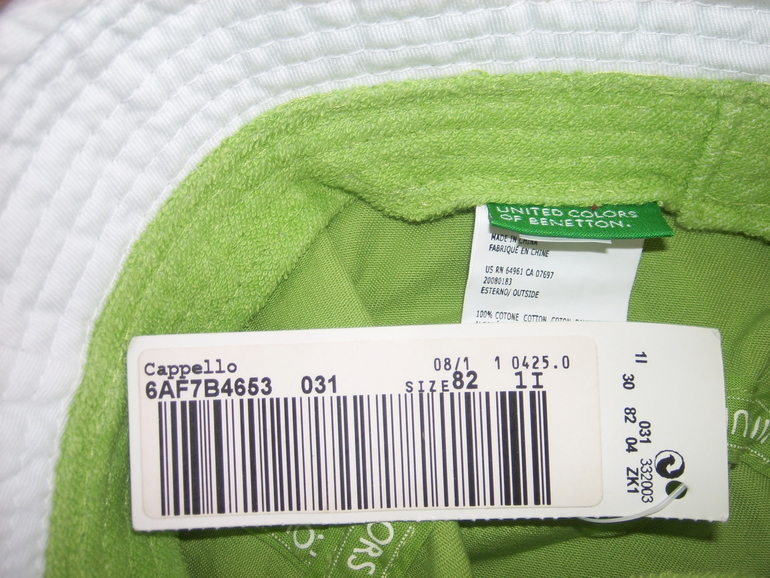 UNITED COLORS
OF BENETTON.
MADE IN CHINA
FABRIQUÉ EN CHINE
US RN 64961 CA 07697
20080183
ESTERNO/ OUTSIDE
100% COTONE COTTON COTON
Cappello 08/1 1 0425.0
6AF7B4653 031 SIZE 82 1I
1I
30
82 031
04 332003
ZK1
ORS